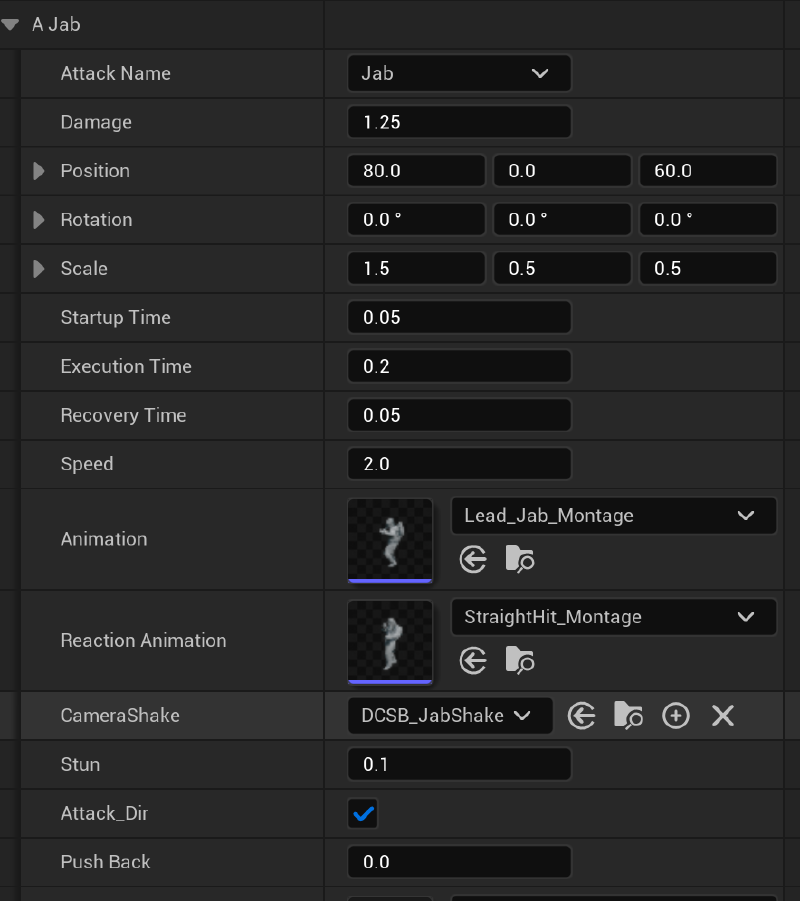 A Jab
Attack Name Jab
Damage 1.25
Position 80.0 0.0 60.0
Rotation 0.0 ° 0.0 ° 0.0 °
Scale 1.5 0.5 0.5
Startup Time 0.05
Execution Time 0.2
Recovery Time 0.05
Speed 2.0
Animation Lead_Jab_Montage
Reaction Animation StraightHit_Montage
CameraShake DCSB_JabShake
Stun 0.1
Attack_Dir
Push Back 0.0